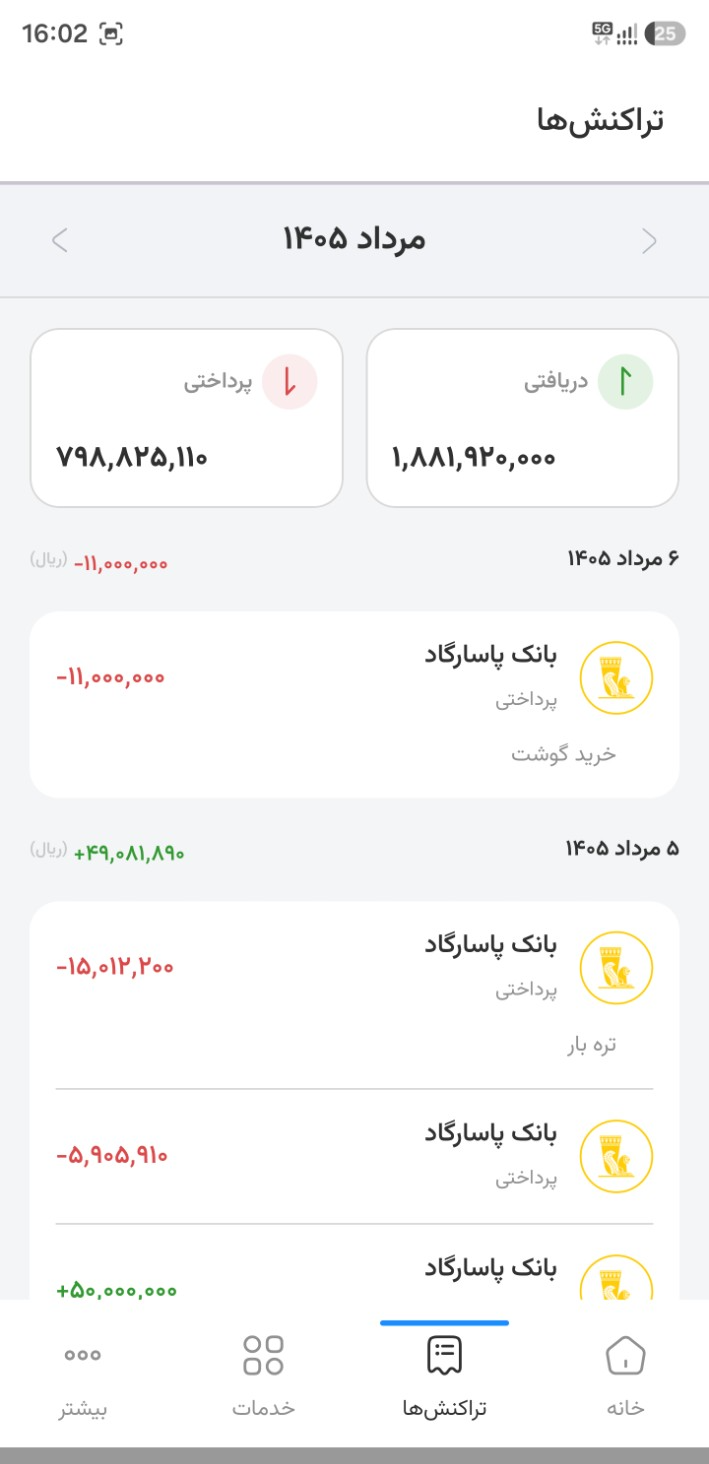 16:02
5G
25
تراکنش‌ها
مرداد ۱۴۰۵
دریافتی
۱,۸۸۱,۹۲۰,۰۰۰
پرداختی
۷۹۸,۸۲۵,۱۱۰
۶ مرداد ۱۴۰۵
-۱۱,۰۰۰,۰۰۰ (ریال)
بانک پاسارگاد
-۱۱,۰۰۰,۰۰۰
پرداختی
خرید گوشت
۵ مرداد ۱۴۰۵
+۴۹,۰۸۱,۸۹۰ (ریال)
بانک پاسارگاد
-۱۵,۰۱۲,۲۰۰
پرداختی
تره بار
بانک پاسارگاد
-۵,۹۰۵,۹۱۰
پرداختی
بانک پاسارگاد
+۵۰,۰۰۰,۰۰۰
خانه
تراکنش‌ها
خدمات
بیشتر